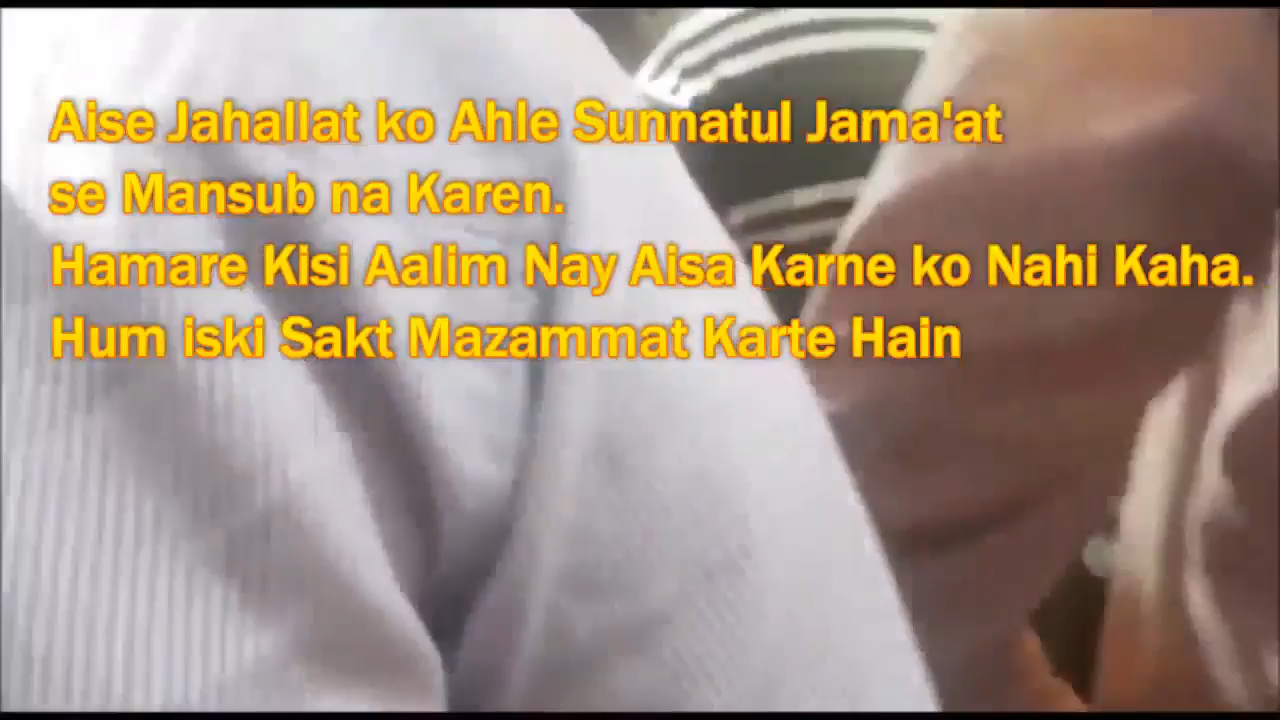 Aise Jahallat ko Ahle Sunnatul Jama'at
se Mansub na Karen.
Hamare Kisi Aalim Nay Aisa Karne ko Nahi Kaha.
Hum iski Sakt Mazammat Karte Hain